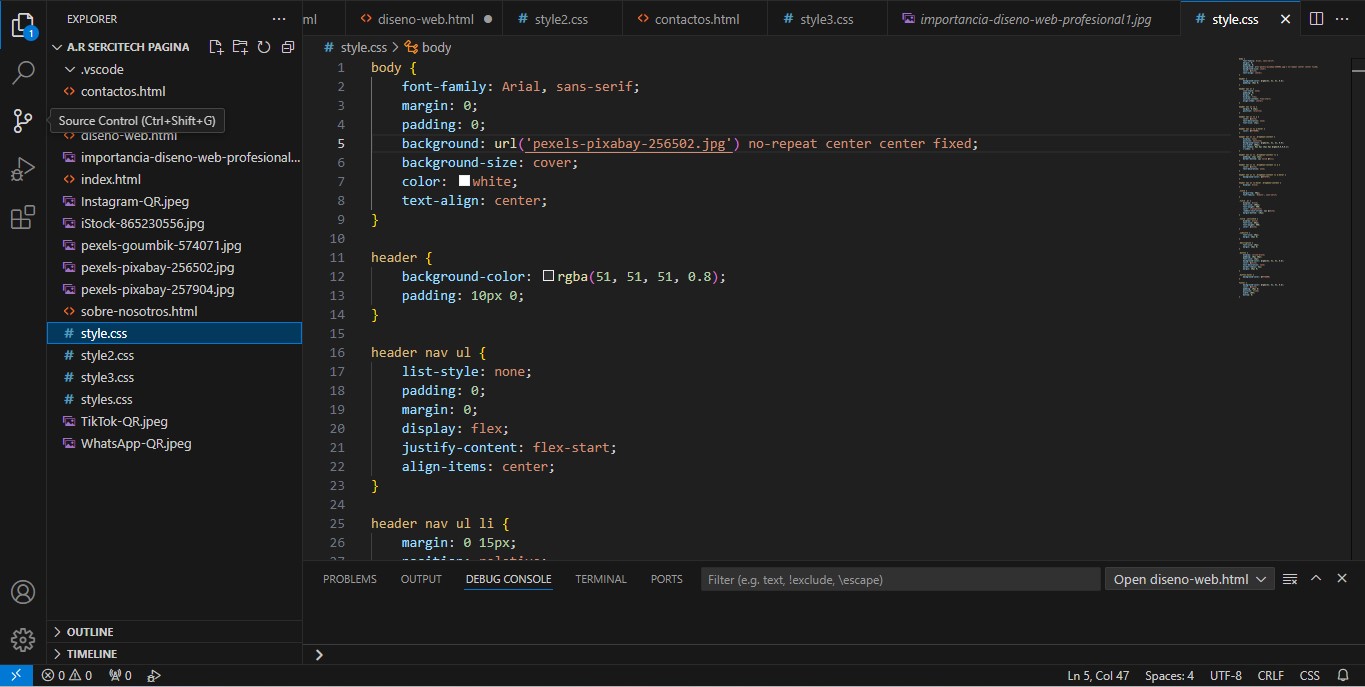 EXPLORER
ml
diseno-web.html
style2.css
contactos.html
style3.css
importancia-diseno-web-profesional1.jpg
style.css
1
A.R SERCITECH PAGINA
.vscode
contactos.html
Source Control (Ctrl+Shift+G)
diseno-web.html
importancia-diseno-web-profesional...
index.html
Instagram-QR.jpeg
iStock-865230556.jpg
pexels-goumbik-574071.jpg
pexels-pixabay-256502.jpg
pexels-pixabay-257904.jpg
sobre-nosotros.html
style.css
style2.css
style3.css
styles.css
TikTok-QR.jpeg
WhatsApp-QR.jpeg
OUTLINE
TIMELINE
style.css > body
1 body {
2 font-family: Arial, sans-serif;
3 margin: 0;
4 padding: 0;
5 background: url('pexels-pixabay-256502.jpg') no-repeat center center fixed;
6 background-size: cover;
7 color: white;
8 text-align: center;
9 }
10
11 header {
12 background-color: rgba(51, 51, 51, 0.8);
13 padding: 10px 0;
14 }
15
16 header nav ul {
17 list-style: none;
18 padding: 0;
19 margin: 0;
20 display: flex;
21 justify-content: flex-start;
22 align-items: center;
23 }
24
25 header nav ul li {
26 margin: 0 15px;
27 position: relative;
PROBLEMS OUTPUT DEBUG CONSOLE TERMINAL PORTS Filter (e.g. text, !exclude, \escape) Open diseno-web.html
0 0 0 Ln 5, Col 47 Spaces: 4 UTF-8 CRLF CSS